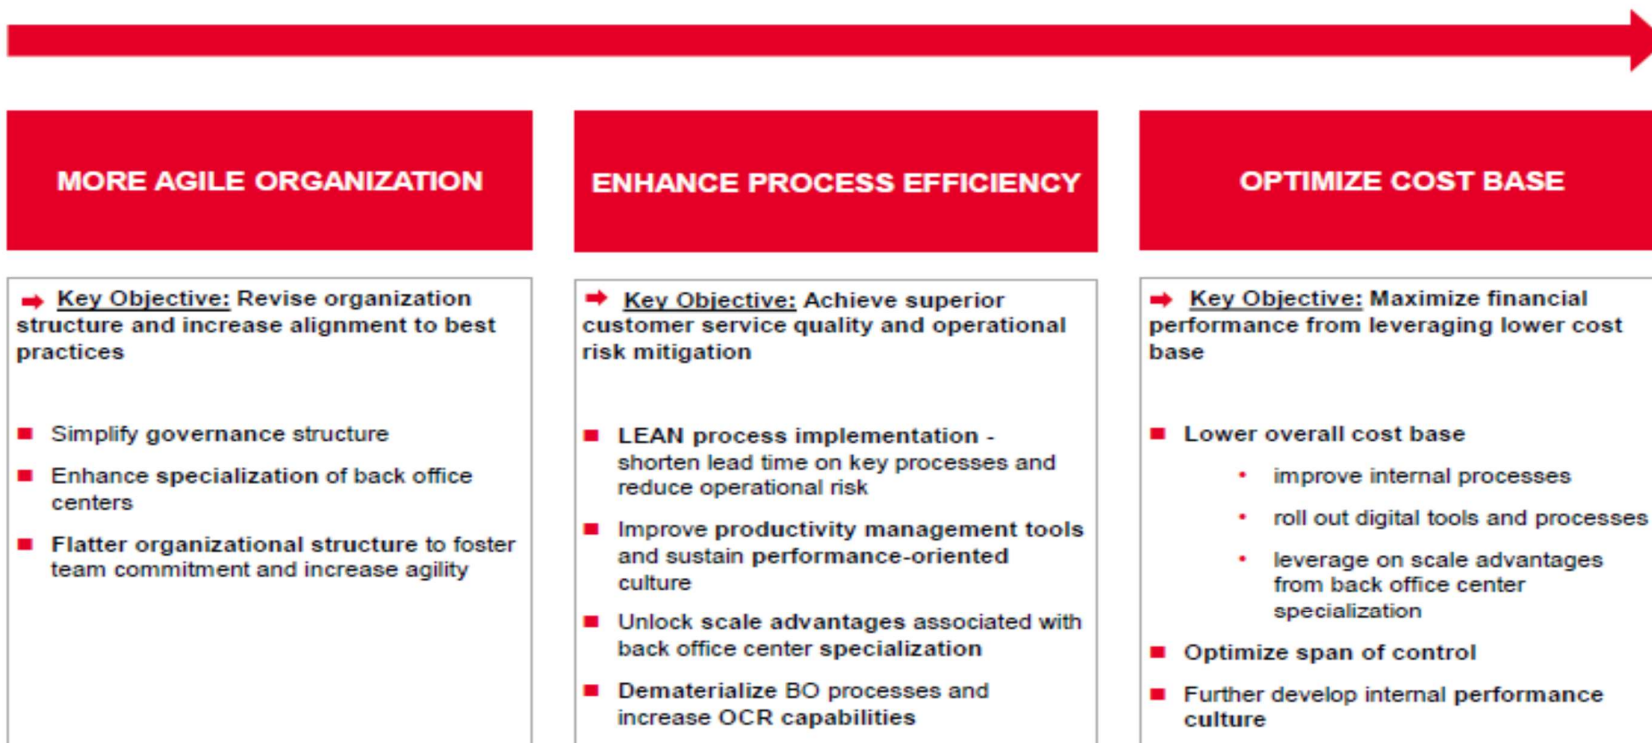 MORE AGILE ORGANIZATION
Key Objective: Revise organization
structure and increase alignment to best
practices
■ Simplify governance structure
■ Enhance specialization of back office
centers
■ Flatter organizational structure to foster
team commitment and increase agility
ENHANCE PROCESS EFFICIENCY
Key Objective: Achieve superior
customer service quality and operational
risk mitigation
■ LEAN process implementation -
shorten lead time on key processes and
reduce operational risk
■ Improve productivity management tools
and sustain performance-oriented
culture
■ Unlock scale advantages associated with
back office center specialization
■ Dematerialize BO processes and
increase OCR capabilities
OPTIMIZE COST BASE
Key Objective: Maximize financial
performance from leveraging lower cost
base
■ Lower overall cost base
• improve internal processes
• roll out digital tools and processes
• leverage on scale advantages
from back office center
specialization
■ Optimize span of control
■ Further develop internal performance
culture